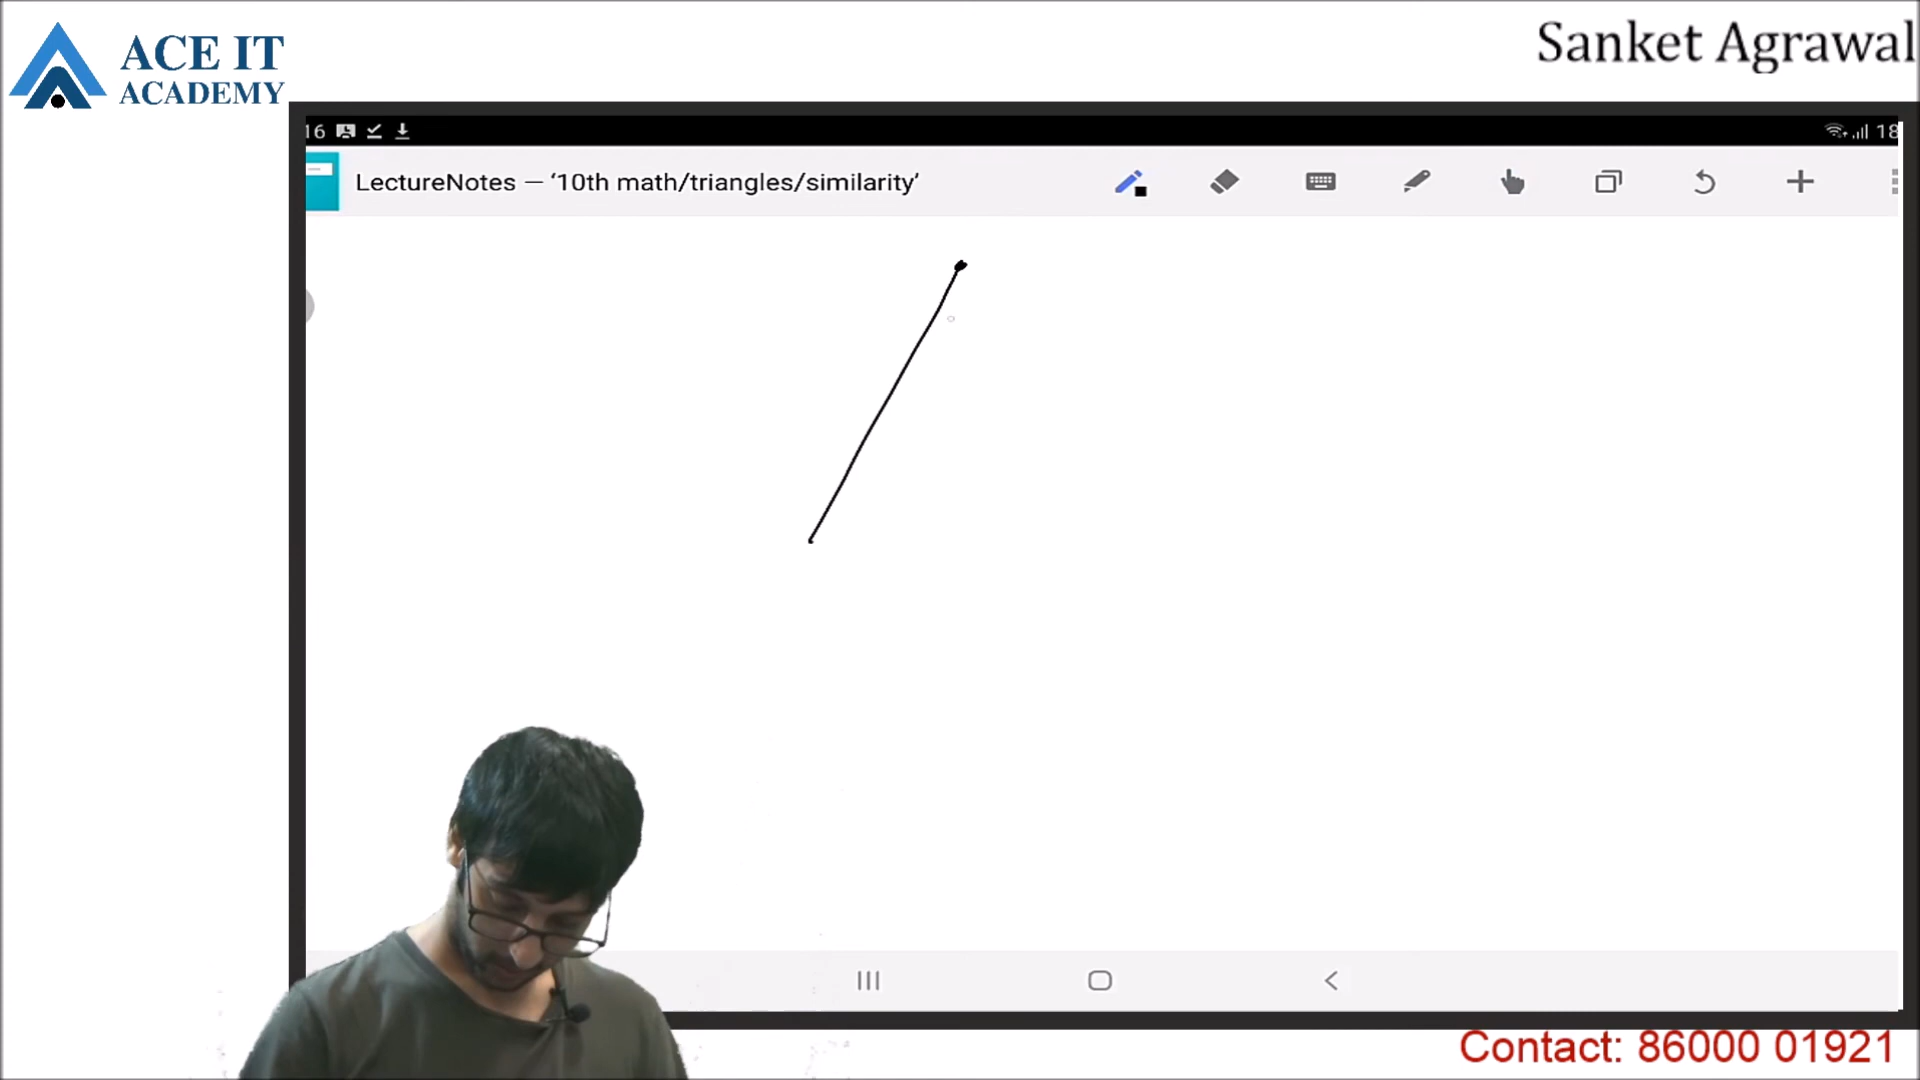 ACE IT
ACADEMY
Sanket Agrawal
16
18
LectureNotes — ‘10th math/triangles/similarity’
Contact: 86000 01921